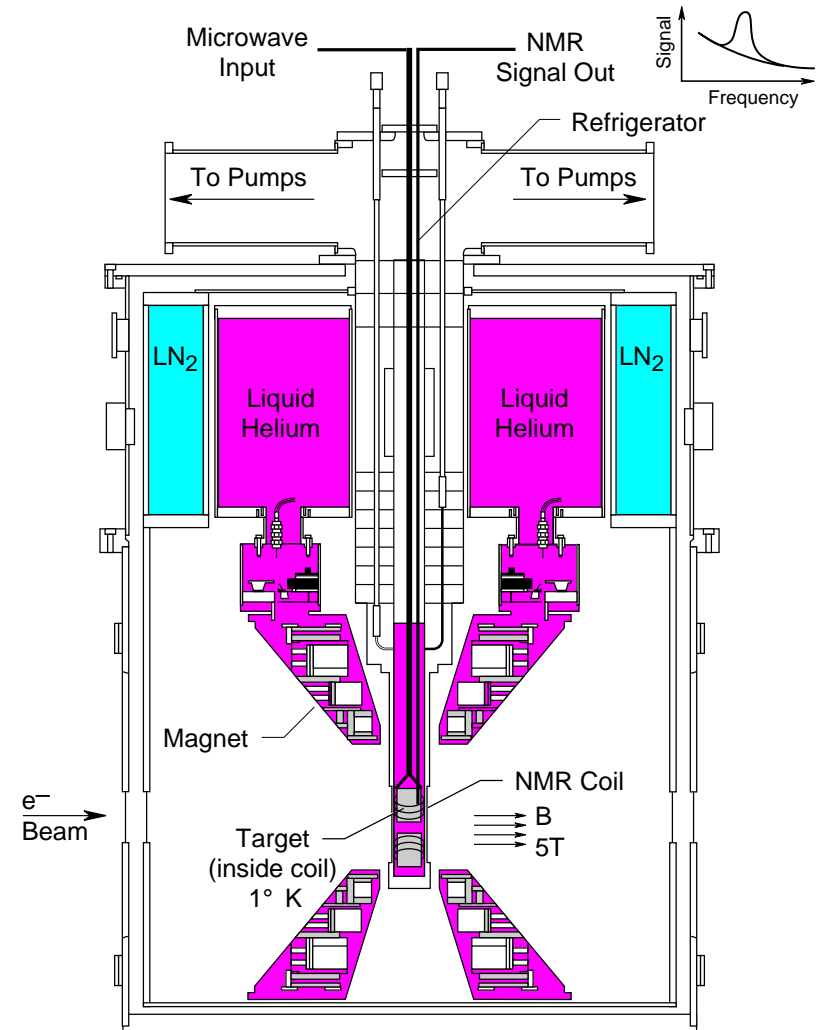 Microwave
Input
NMR
Signal Out
Signal
Frequency
Refrigerator
To Pumps
To Pumps
LN2
Liquid
Helium
Liquid
Helium
LN2
Magnet
NMR Coil
e–
Beam
Target
(inside coil)
1° K
B
5T